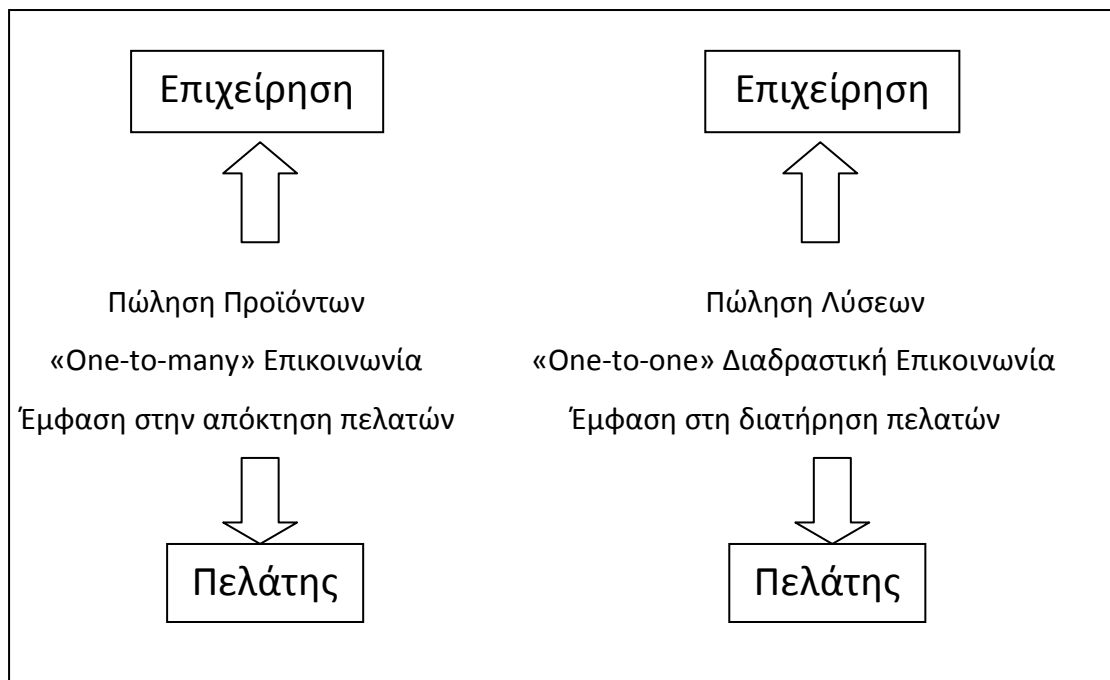 Επιχείρηση
Πώληση Προϊόντων
«One-to-many» Επικοινωνία
Έμφαση στην απόκτηση πελατών
Πελάτης
Επιχείρηση
Πώληση Λύσεων
«One-to-one» Διαδραστική Επικοινωνία
Έμφαση στη διατήρηση πελατών
Πελάτης